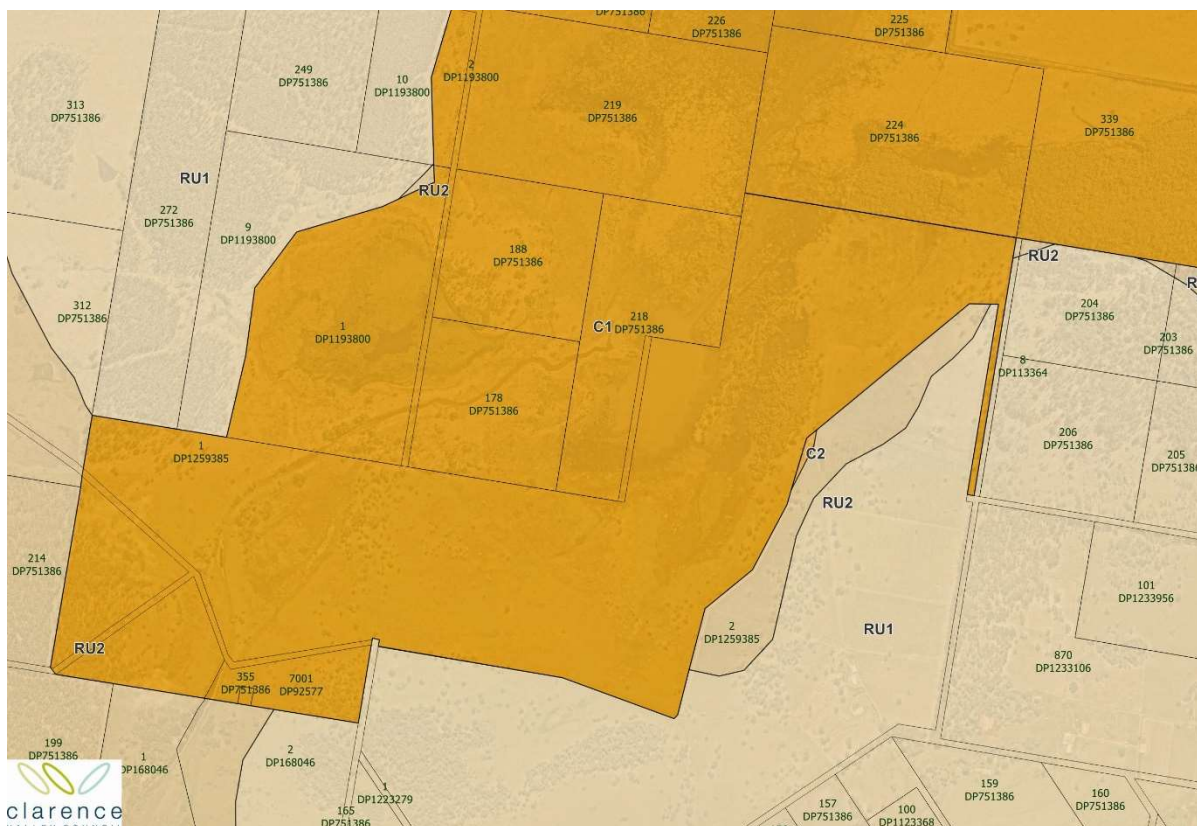 DP751386
226
DP751386
225
DP751386
249
DP751386
10
DP1193800
2
DP1193800
313
DP751386
219
DP751386
224
DP751386
339
DP751386
RU1
RU2
272
DP751386
9
DP1193800
188
DP751386
RU2
R
312
DP751386
1
DP1193800
C1
218
DP751386
204
DP751386
203
DP751386
8
DP113364
178
DP751386
1
DP1259385
C2
206
DP751386
205
DP751386
RU2
214
DP751386
101
DP1233956
2
DP1259385
RU1
RU2
870
DP1233106
355
DP751386
7001
DP92577
199
DP751386
1
DP168046
2
DP168046
1
DP1223279
165
DP751386
159
DP751386
160
DP751386
157
DP751386
100
DP1123368
clarence
VALLEY COUNCIL